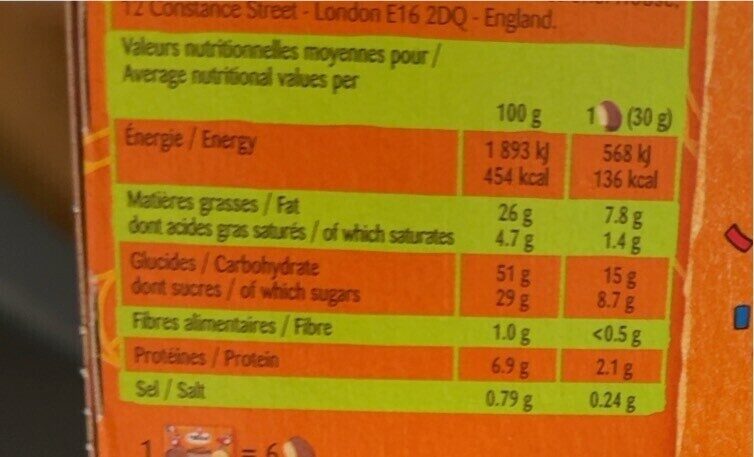 12 Constance Street - London E16 2DQ - England.
Valeurs nutritionnelles moyennes pour /
Average nutritional values per
100 g 1 (30 g)
Énergie / Energy 1 893 kJ 568 kJ
454 kcal 136 kcal
Matières grasses / Fat 26 g 7.8 g
dont acides gras saturés / of which saturates 4.7 g 1.4 g
Glucides / Carbohydrate 51 g 15 g
dont sucres / of which sugars 29 g 8.7 g
Fibres alimentaires / Fibre 1.0 g <0.5 g
Protéines / Protein 6.9 g 2.1 g
Sel / Salt 0.79 g 0.24 g
1 = 6